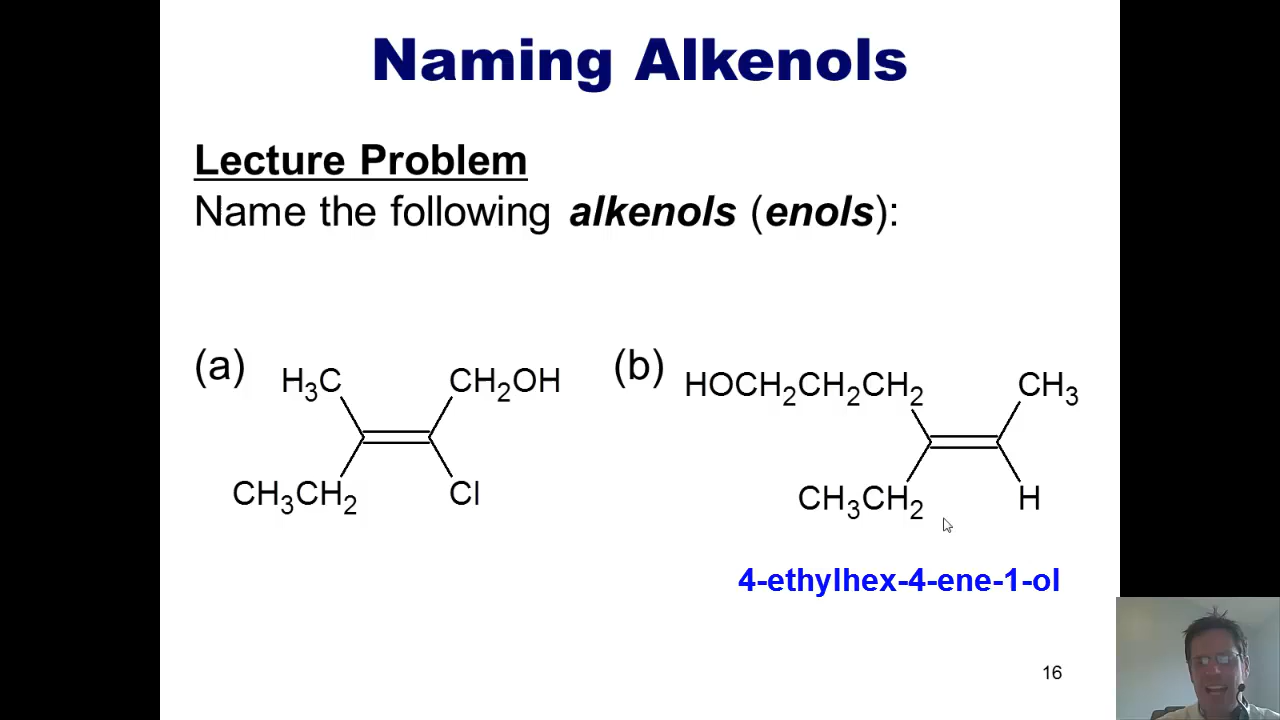 Naming Alkenols
Lecture Problem
Name the following alkenols (enols):
(a)
H₃C
CH₂OH
CH₃CH₂
Cl
(b)
HOCH₂CH₂CH₂
CH₃
CH₃CH₂
H
4-ethylhex-4-ene-1-ol
16